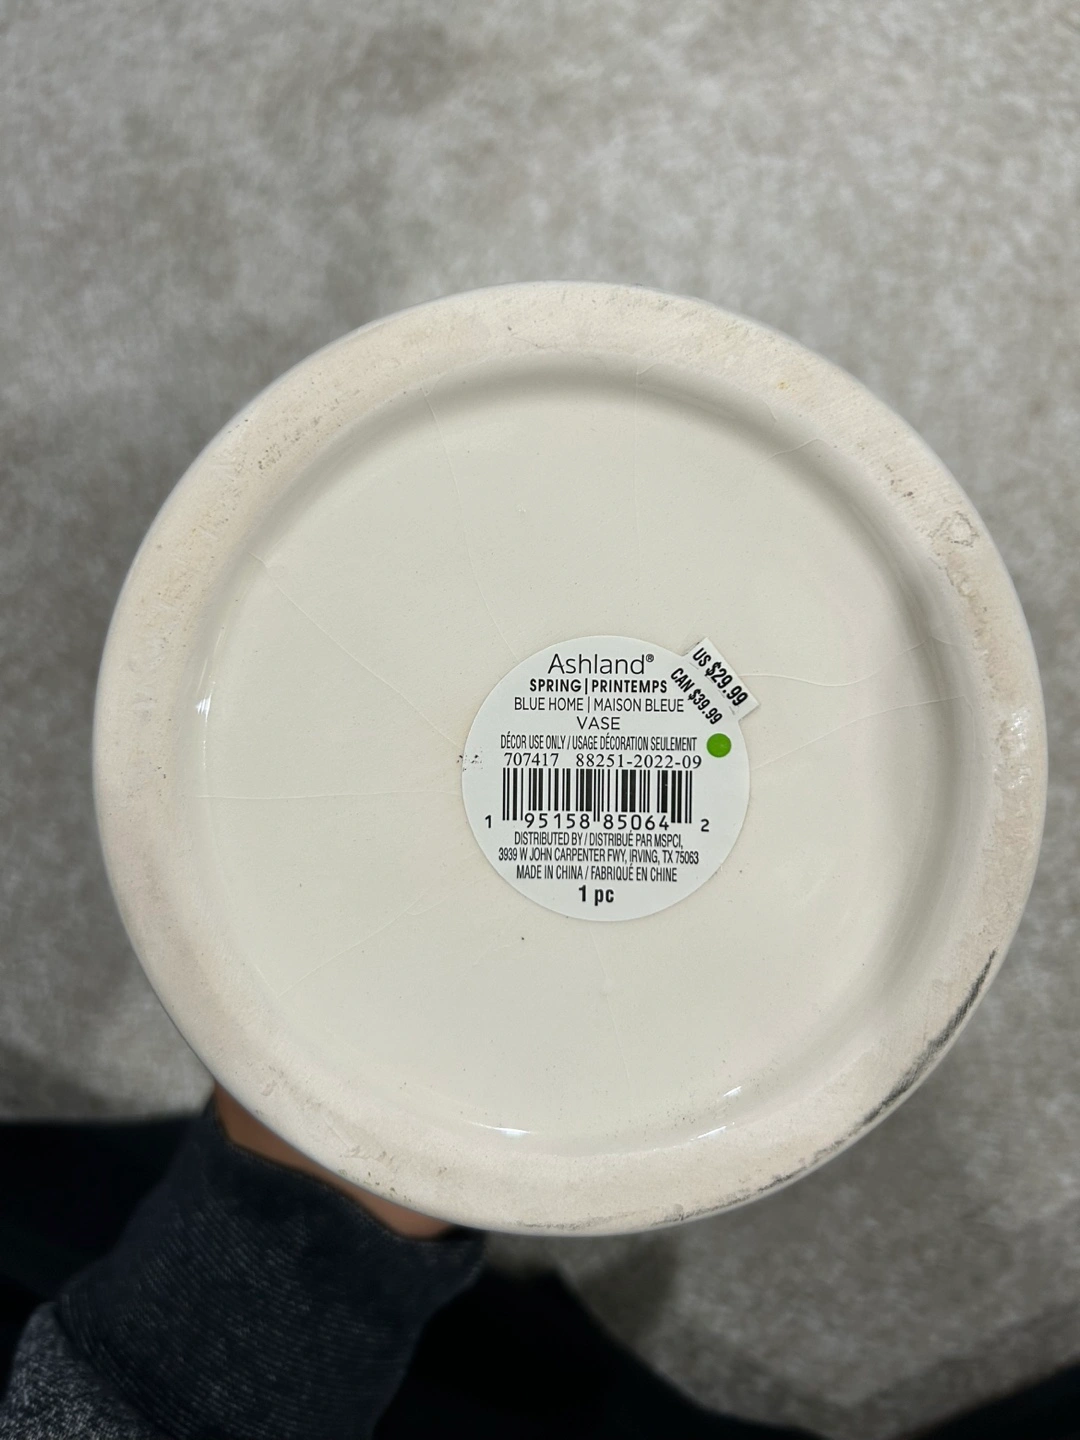 Ashland®
SPRING | PRINTEMPS
BLUE HOME | MAISON BLEUE
VASE
US $29.99
CAN $39.99
DÉCOR USE ONLY / USAGE DÉCORATION SEULEMENT
707417 88251-2022-09
1 95158 85064 2
DISTRIBUTED BY / DISTRIBUÉ PAR MSPCI,
3939 W JOHN CARPENTER FWY, IRVING, TX 75063
MADE IN CHINA / FABRIQUÉ EN CHINE
1 pc